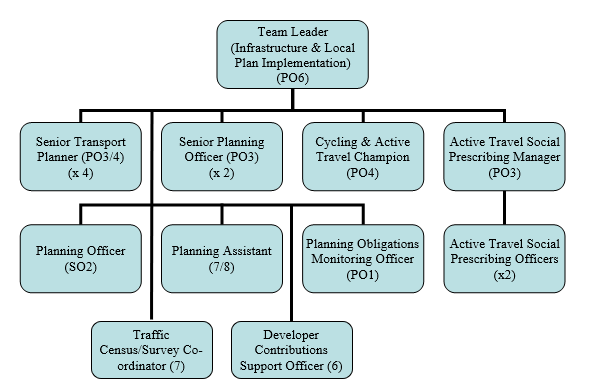 Team Leader
(Infrastructure & Local
Plan Implementation)
(PO6)
Senior Transport
Planner (PO3/4)
(x 4)
Senior Planning
Officer (PO3)
(x 2)
Cycling & Active
Travel Champion
(PO4)
Active Travel Social
Prescribing Manager
(PO3)
Planning Officer
(SO2)
Planning Assistant
(7/8)
Planning Obligations
Monitoring Officer
(PO1)
Active Travel Social
Prescribing Officers
(x2)
Traffic
Census/Survey Co-
ordinator (7)
Developer
Contributions
Support Officer (6)